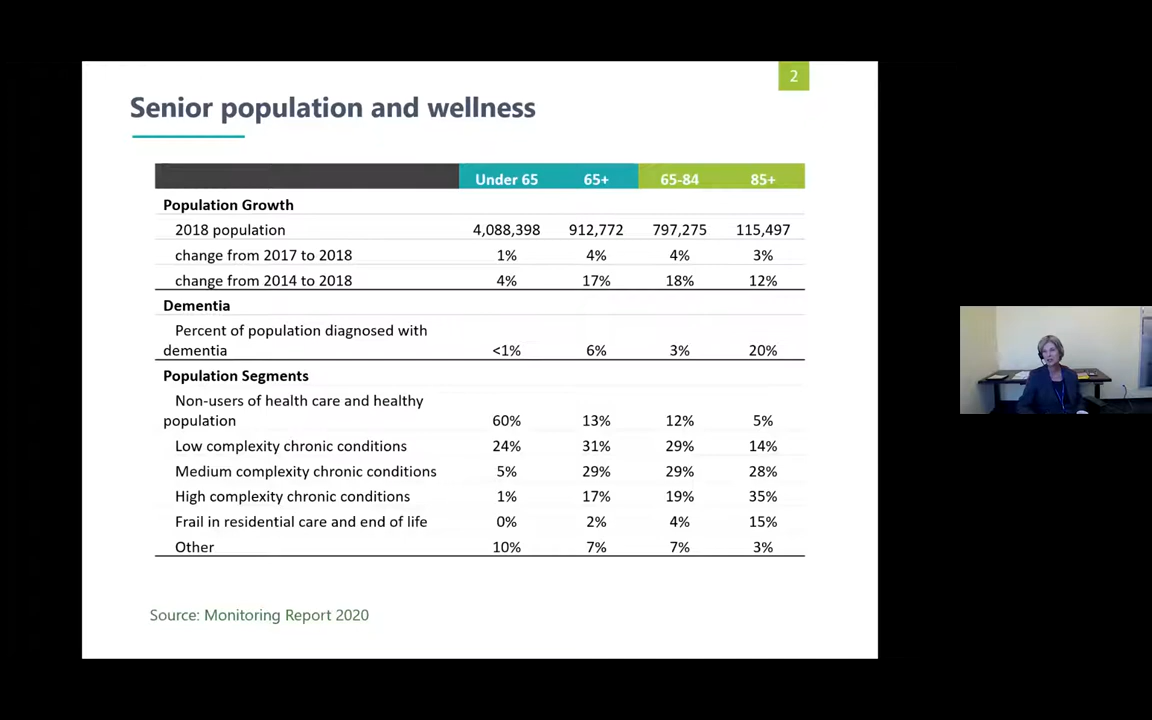 2
Senior population and wellness
Under 65 65+ 65-84 85+
Population Growth
2018 population 4,088,398 912,772 797,275 115,497
change from 2017 to 2018 1% 4% 4% 3%
change from 2014 to 2018 4% 17% 18% 12%
Dementia
Percent of population diagnosed with
dementia <1% 6% 3% 20%
Population Segments
Non-users of health care and healthy
population 60% 13% 12% 5%
Low complexity chronic conditions 24% 31% 29% 14%
Medium complexity chronic conditions 5% 29% 29% 28%
High complexity chronic conditions 1% 17% 19% 35%
Frail in residential care and end of life 0% 2% 4% 15%
Other 10% 7% 7% 3%
Source: Monitoring Report 2020